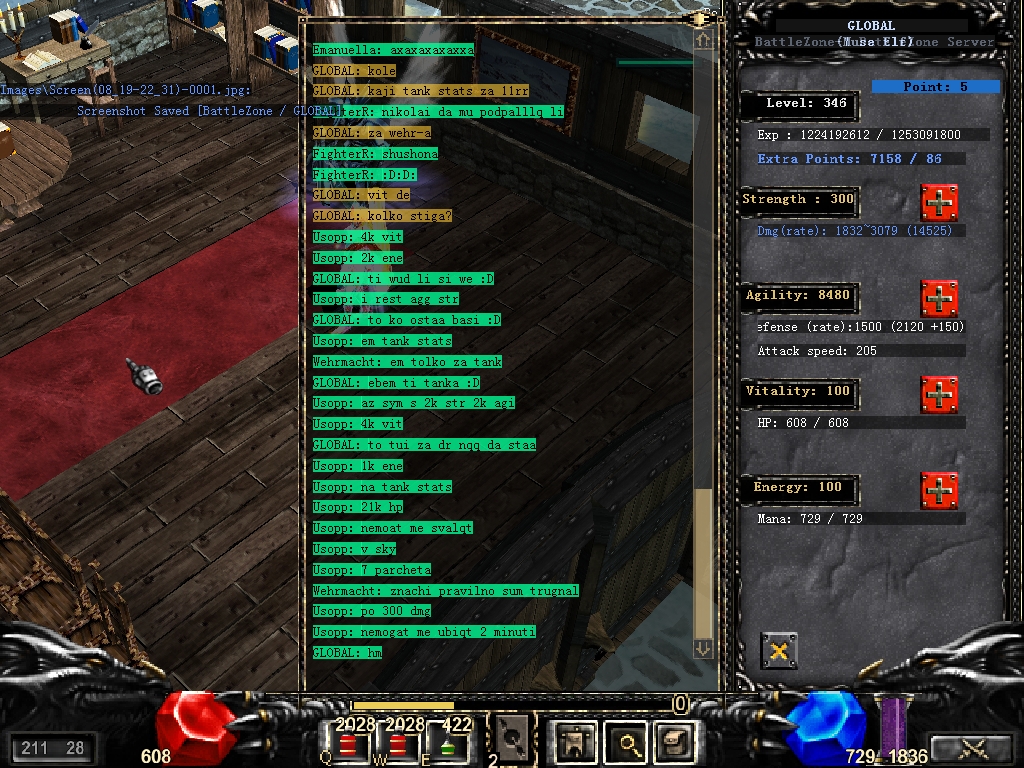 Images\Screen(08_19-22_31)-0001.jpg:
Screenshot Saved [BattleZone / GLOBAL]
Emanuella: axaxaxaxaxxa
GLOBAL: kole
GLOBAL: kaji tank stats za 11rr
terR: nikolai da mu podpalllq li
GLOBAL: za wehr-a
FighterR: shushona
FighterR: :D:D:
GLOBAL: vit de
GLOBAL: kolko stiga?
Usopp: 4k vit
Usopp: 2k ene
GLOBAL: ti wud li si we :D
Usopp: i rest agg str
GLOBAL: to ko ostaa basi :D
Usopp: em tank stats
Wehrmacht: em tolko za tank
GLOBAL: ebem ti tanka :D
Usopp: az sym s 2k str 2k agi
Usopp: 4k vit
GLOBAL: to tui za dr nqq da staa
Usopp: 1k ene
Usopp: na tank stats
Usopp: 21k hp
Usopp: nemoat me svalqt
Usopp: v sky
Usopp: 7 parcheta
Wehrmacht: znachi pravilno sum trugnal
Usopp: po 300 dmg
Usopp: nemogat me ubiqt 2 minuti
GLOBAL: hm
GLOBAL
(Muse Elf)
BattleZone Server
Point: 5
Level: 346
Exp : 1224192612 / 1253091800
Extra Points: 7158 / 86
Strength : 300
Dmg(rate): 1832~3079 (14525)
Agility: 8480
efense (rate):1500 (2120 +150)
Attack speed: 205
Vitality: 100
HP: 608 / 608
Energy: 100
Mana: 729 / 729
0
2028 2028 422
Q W E 2
211 28
608
729 1836